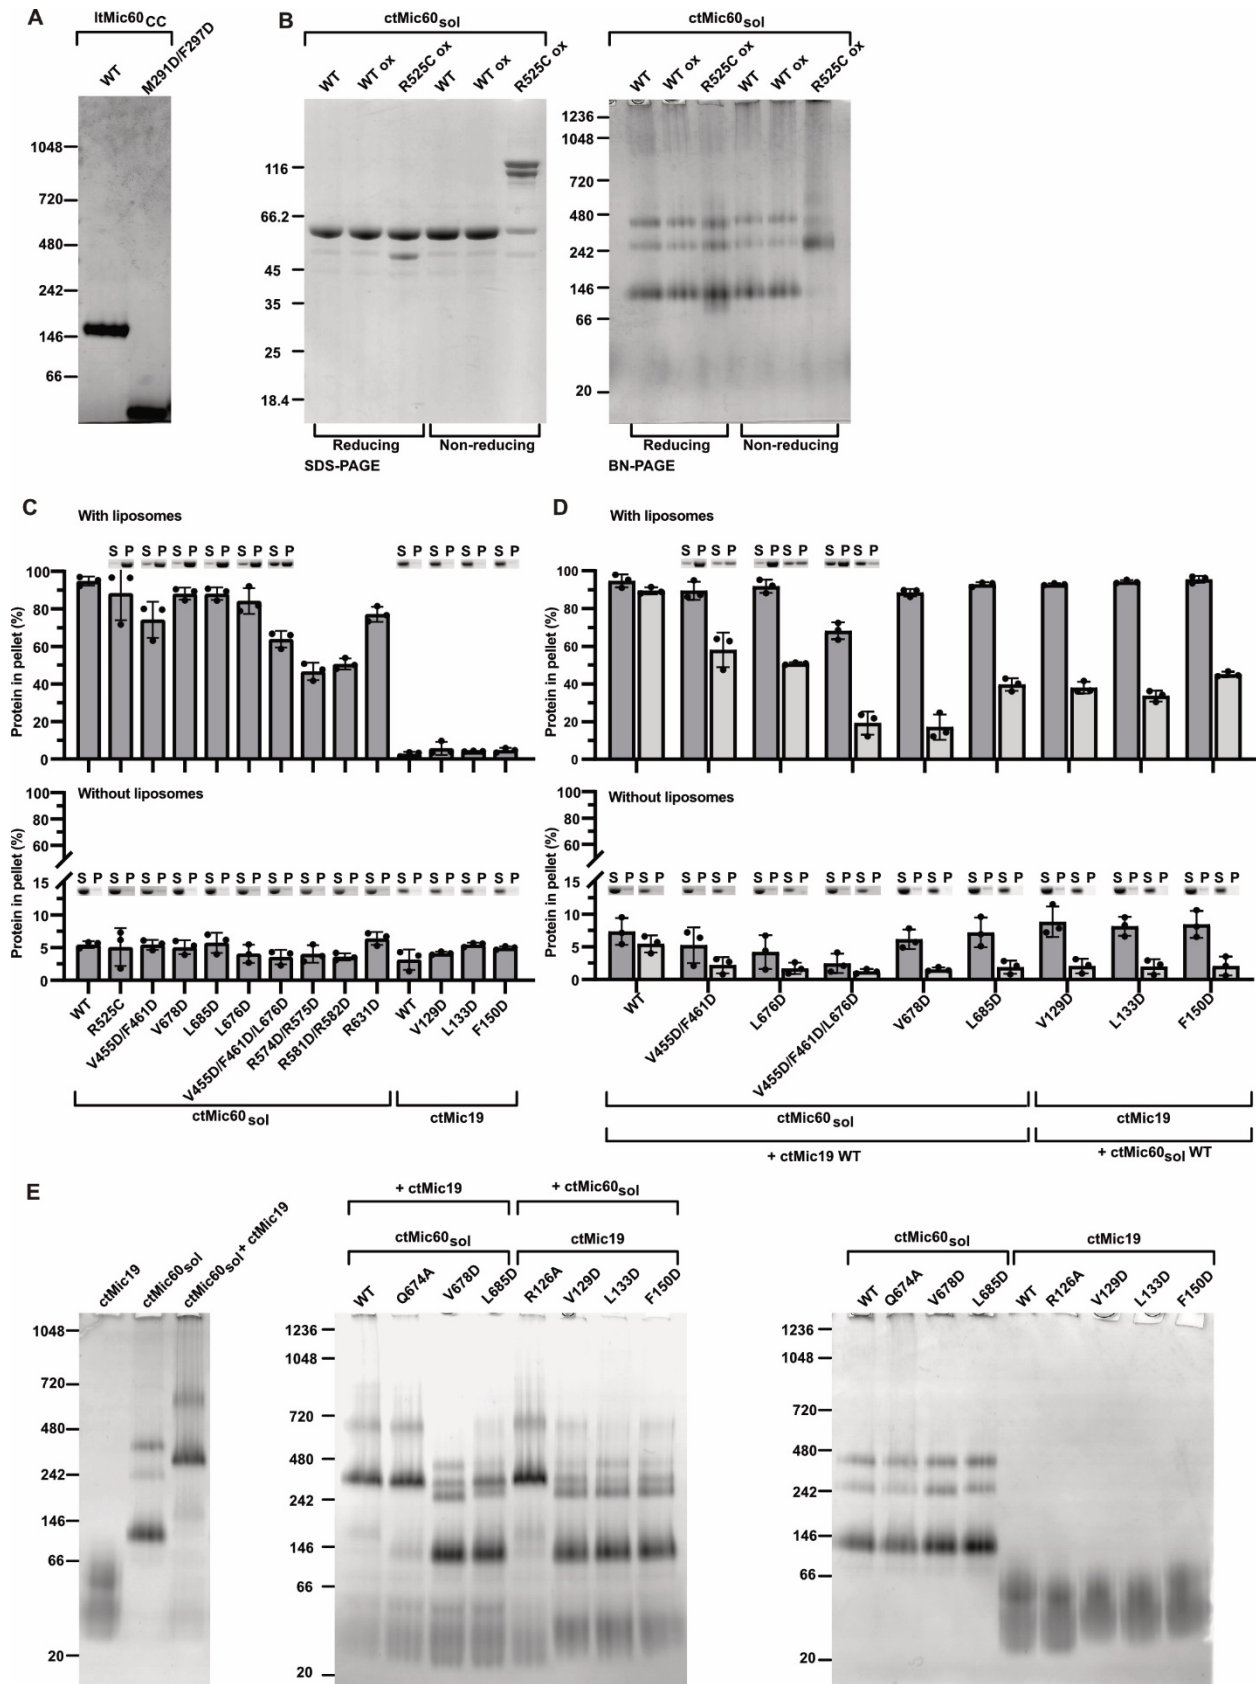 A
ltMic60CC
WT
M291D/F297D
1048
720
480
242
146
66
B
ctMic60sol
WT
WT ox
R525C ox
WT
WT ox
R525C ox
116
66.2
45
35
25
18.4
Reducing
Non-reducing
SDS-PAGE
ctMic60sol
WT
WT ox
R525C ox
WT
WT ox
R525C ox
1236
1048
720
480
242
146
66
20
Reducing
Non-reducing
BN-PAGE
C
With liposomes
S P S P S P S P S P S P S P S P S P S P
Protein in pellet (%)
100
80
60
40
20
0
Without liposomes
Protein in pellet (%)
100
80
60
15
10
5
0
S P S P S P S P S P S P S P S P S P S P S P S P S P S P
WT
R525C
V455D/F461D
V678D
L685D
L676D
V455D/F461D/L676D
R574D/R575D
R581D/R582D
R631D
WT
V129D
L133D
F150D
ctMic60sol
ctMic19
D
With liposomes
S P S P S P S P S P S P
Protein in pellet (%)
100
80
60
40
20
0
Without liposomes
Protein in pellet (%)
100
80
60
15
10
5
0
S P S P S P S P S P S P S P S P S P S P S P S P S P S P S P S P S P S P
WT
V455D/F461D
L676D
V455D/F461D/L676D
V678D
L685D
V129D
L133D
F150D
ctMic60sol
ctMic19
+ ctMic19 WT
+ ctMic60sol WT
E
ctMic19
ctMic60sol
ctMic60sol + ctMic19
1048
720
480
242
146
66
20
+ ctMic19
+ ctMic60sol
ctMic60sol
ctMic19
WT
Q674A
V678D
L685D
R126A
V129D
L133D
F150D
1236
1048
720
480
242
146
66
20
ctMic60sol
ctMic19
WT
Q674A
V678D
L685D
WT
R126A
V129D
L133D
F150D
1236
1048
720
480
242
146
66
20